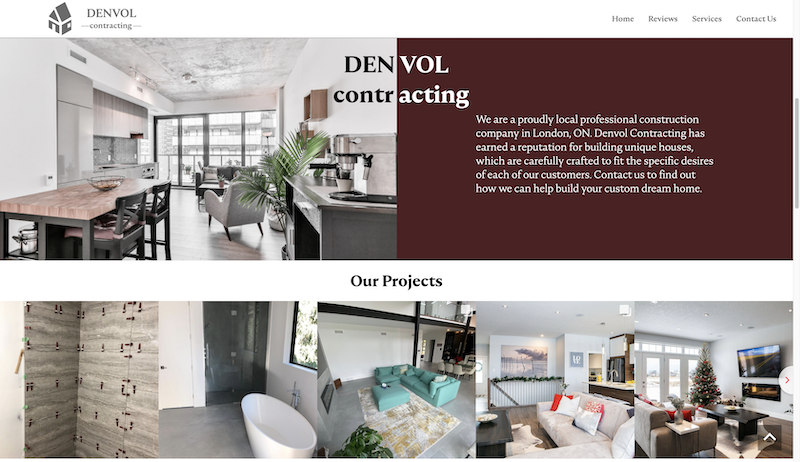 DENVOL
contracting
Home Reviews Services Contact Us
DENVOL
contracting
We are a proudly local professional construction
company in London, ON. Denvol Contracting has
earned a reputation for building unique houses,
which are carefully crafted to fit the specific desires
of each of our customers. Contact us to find out
how we can help build your custom dream home.
Our Projects